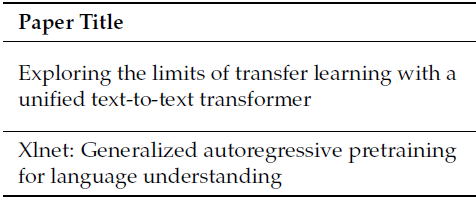 Paper Title
Exploring the limits of transfer learning with a
unified text-to-text transformer
Xlnet: Generalized autoregressive pretraining
for language understanding